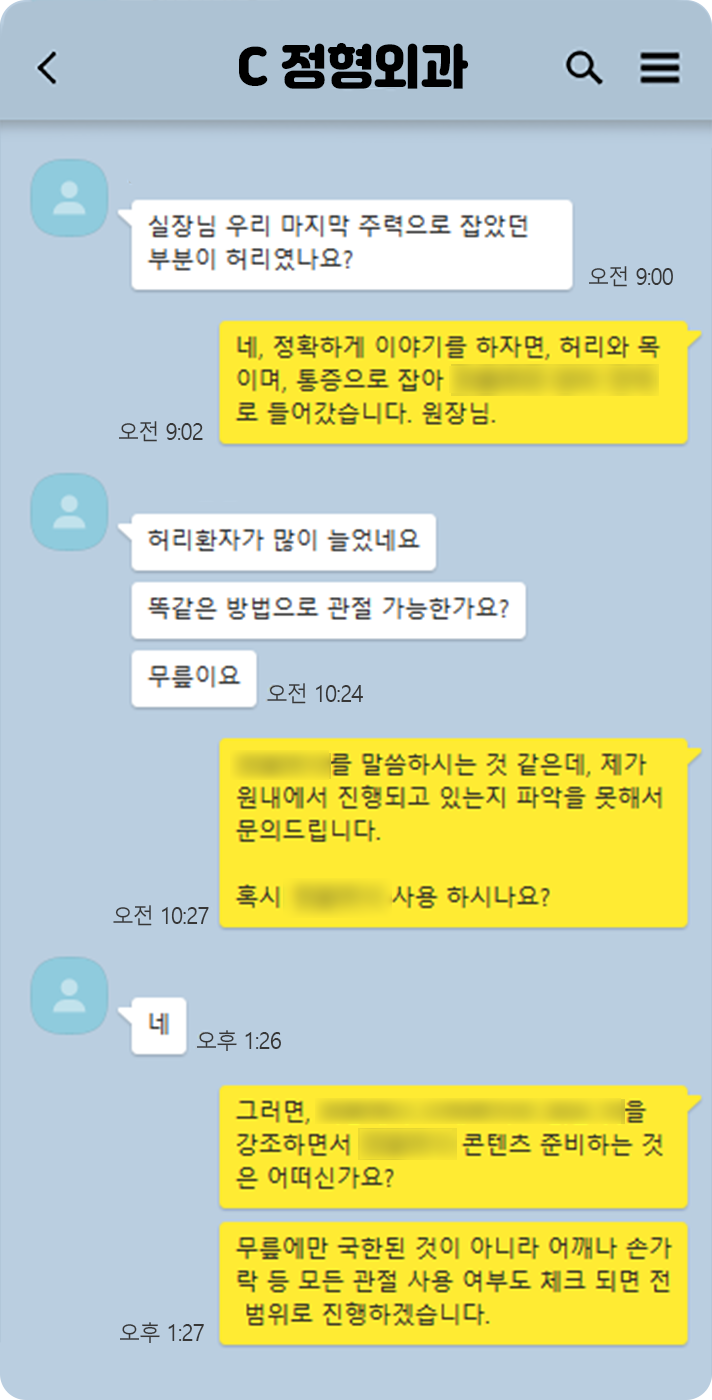 C 정형외과
실장님 우리 마지막 주력으로 잡았던
부분이 허리였나요?
오전 9:00
네, 정확하게 이야기를 하자면, 허리와 목
이며, 통증으로 잡아
로 들어갔습니다. 원장님.
오전 9:02
허리환자가 많이 늘었네요
똑같은 방법으로 관절 가능한가요?
무릎이요
오전 10:24
를 말씀하시는 것 같은데, 제가
원내에서 진행되고 있는지 파악을 못해서
문의드립니다.
혹시 사용 하시나요?
오전 10:27
네
오후 1:26
그러면, 을
강조하면서 콘텐츠 준비하는 것
은 어떠신가요?
무릎에만 국한된 것이 아니라 어깨나 손가
락 등 모든 관절 사용 여부도 체크 되면 전
범위로 진행하겠습니다.
오후 1:27